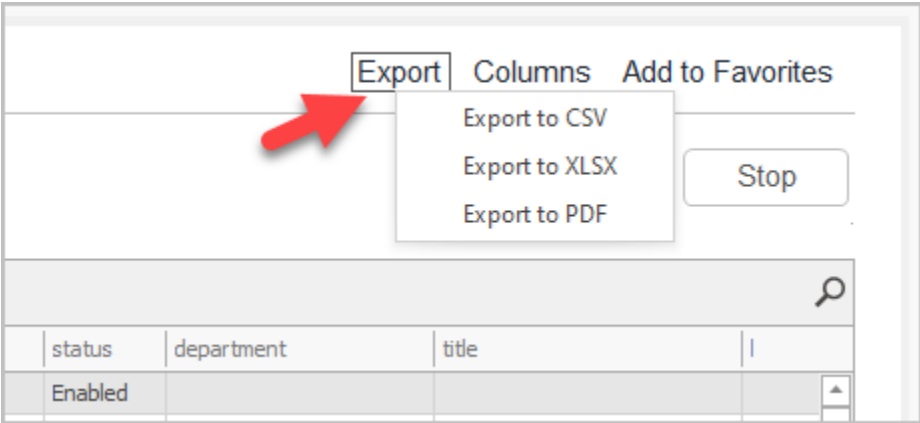 Export Columns Add to Favorites
Export to CSV
Export to XLSX
Export to PDF
Stop
status department title l
Enabled